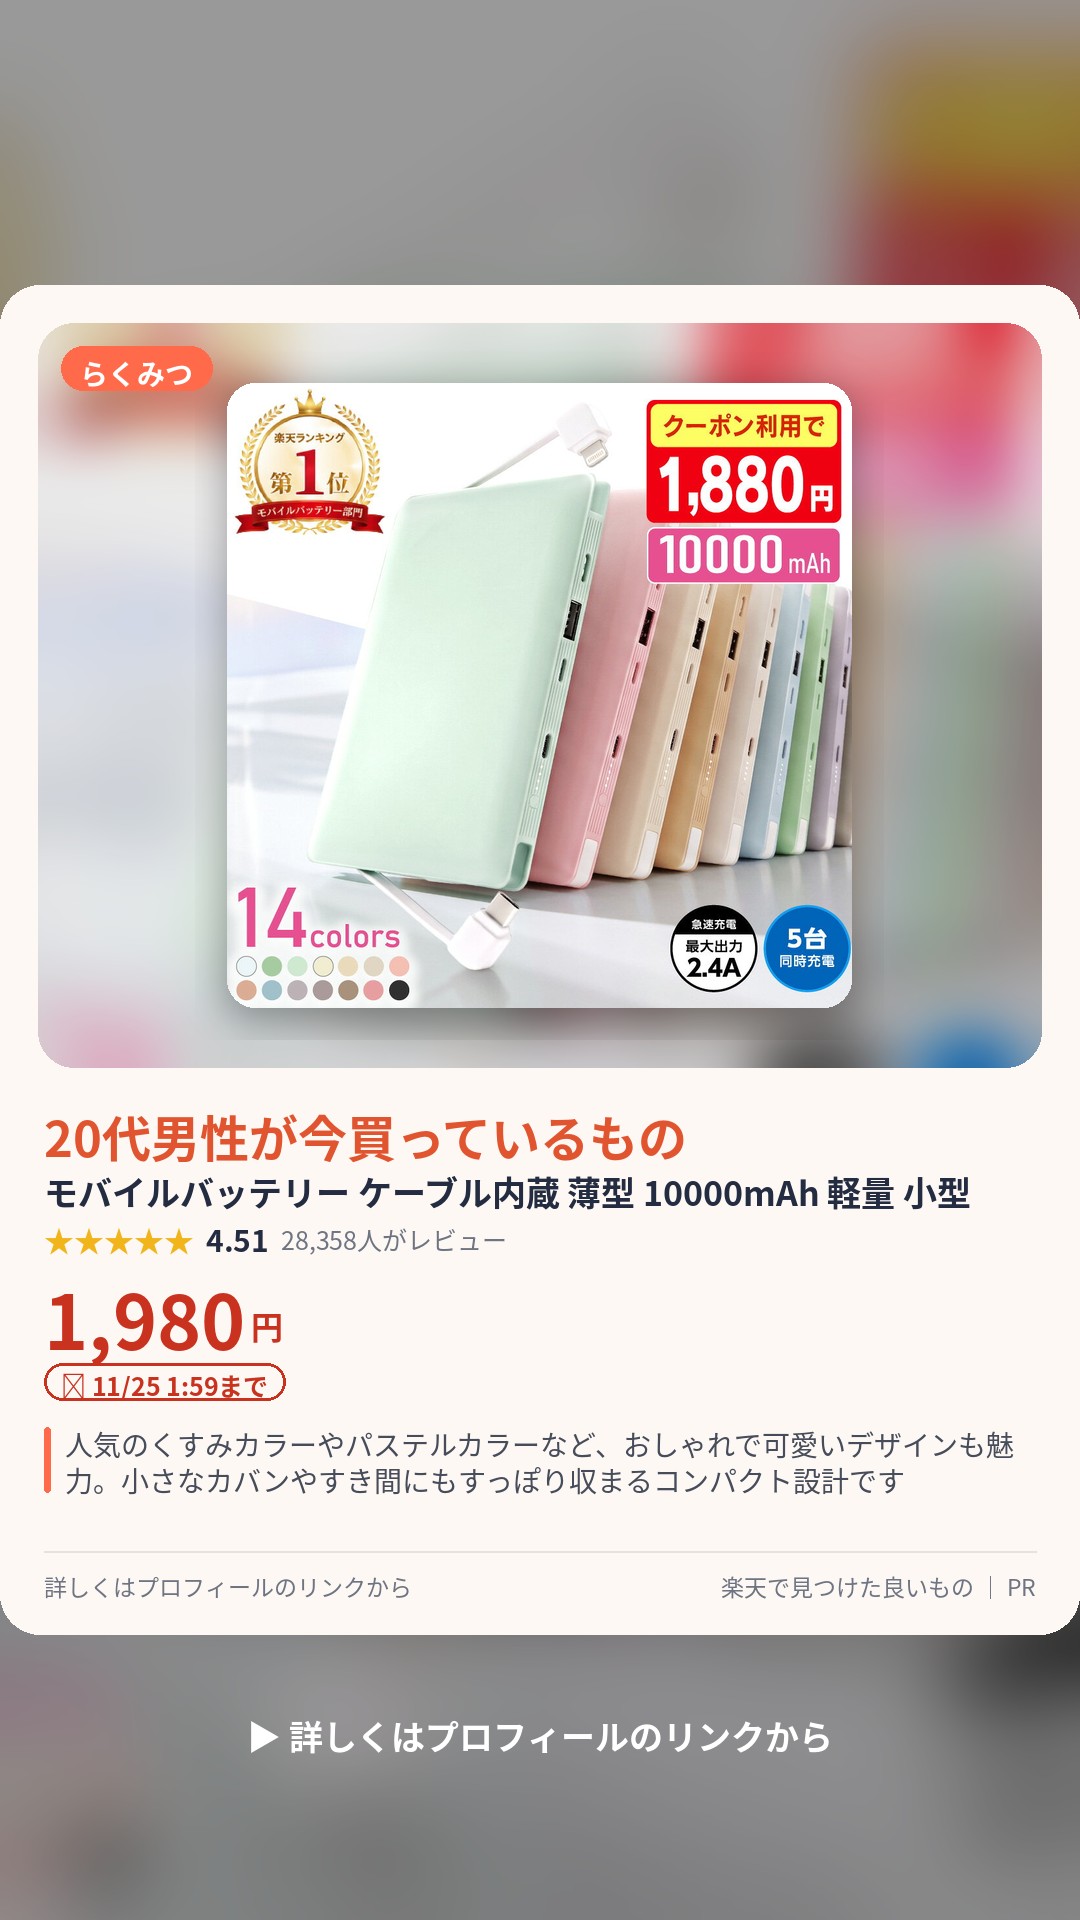 らくみつ
楽天ランキング
第1位
モバイルバッテリー部門
クーポン利用で
1,880円
10000mAh
14colors
急速充電
最大出力
2.4A
5台
同時充電
20代男性が今買っているもの
モバイルバッテリー ケーブル内蔵 薄型 10000mAh 軽量 小型
★★★★★ 4.51 28,358人がレビュー
1,980円
11/25 1:59まで
人気のくすみカラーやパステルカラーなど、おしゃれで可愛いデザインも魅
力。小さなカバンやすき間にもすっぽり収まるコンパクト設計です
詳しくはプロフィールのリンクから
楽天で見つけた良いもの｜PR
▶ 詳しくはプロフィールのリンクから